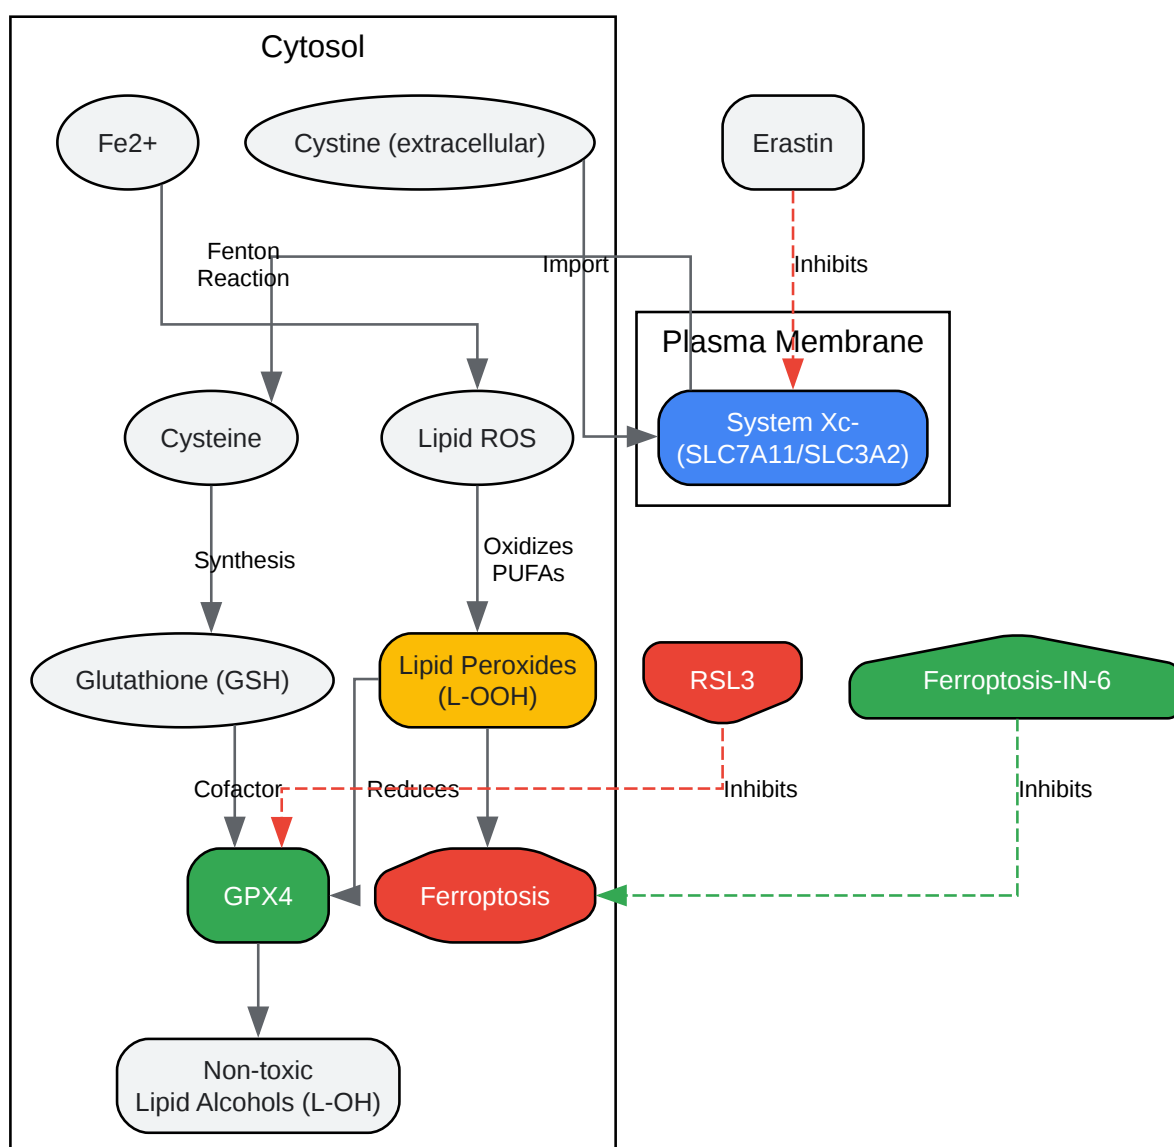 Cytosol
Fe2+
Cystine (extracellular)
Erastin
Fenton
Reaction
Import
Inhibits
Plasma Membrane
Cysteine
Lipid ROS
System Xc-
(SLC7A11/SLC3A2)
Synthesis
Oxidizes
PUFAs
Glutathione (GSH)
Lipid Peroxides
(L-OOH)
RSL3
Ferroptosis-IN-6
Cofactor
Reduces
Inhibits
Inhibits
GPX4
Ferroptosis
Non-toxic
Lipid Alcohols (L-OH)